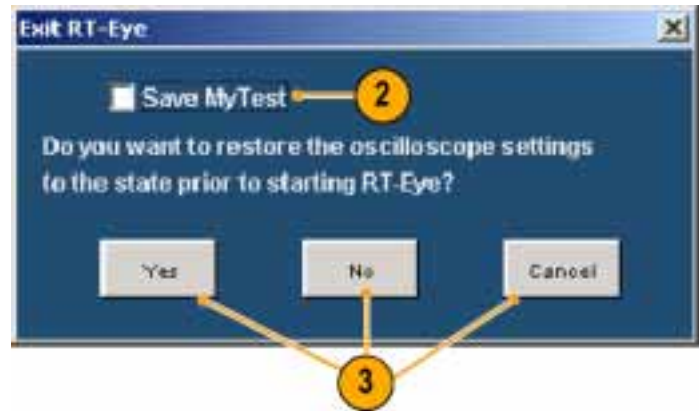 Exit RT-Eye
Save MyTest
2
Do you want to restore the oscilloscope settings
to the state prior to starting RT-Eye?
Yes No Cancel
3